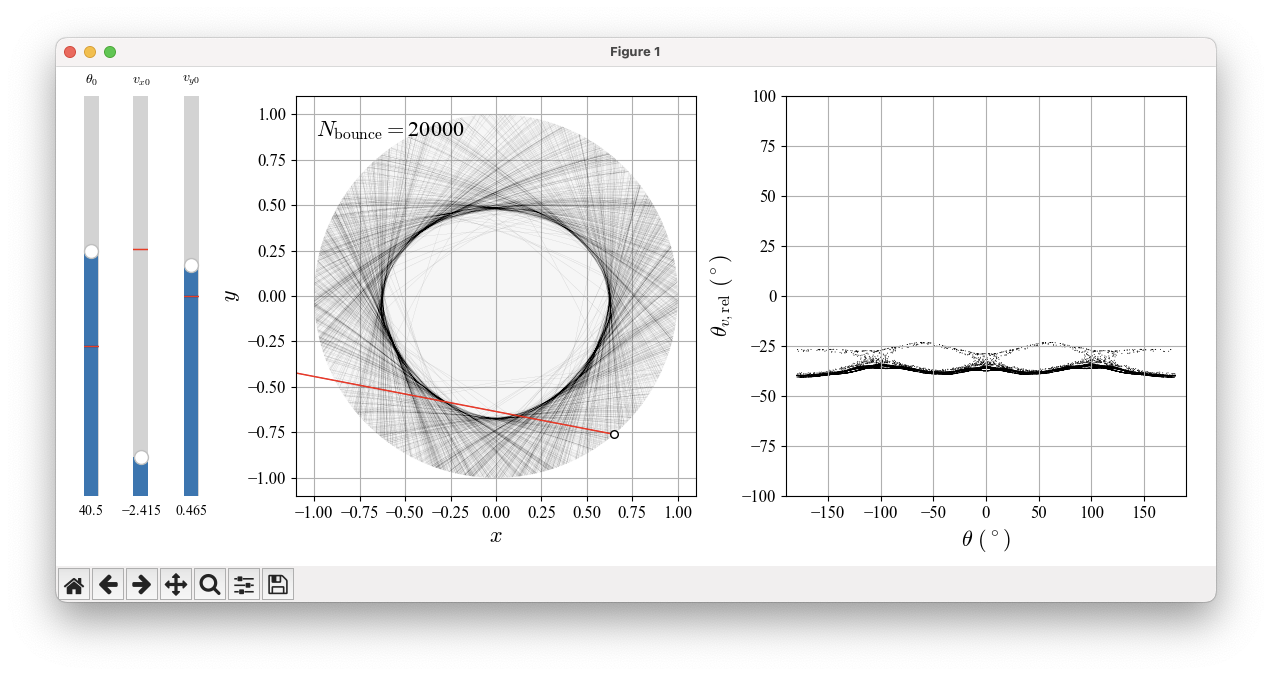 Figure 1
θ₀ vₓ₀ v_y0
40.5 −2.415 0.465
N_bounce = 20000
1.00
0.75
0.50
0.25
0.00
−0.25
−0.50
−0.75
−1.00
y
−1.00 −0.75 −0.50 −0.25 0.00 0.25 0.50 0.75 1.00
x
100
75
50
25
0
−25
−50
−75
−100
θ_v, rel (°)
−150 −100 −50 0 50 100 150
θ (°)